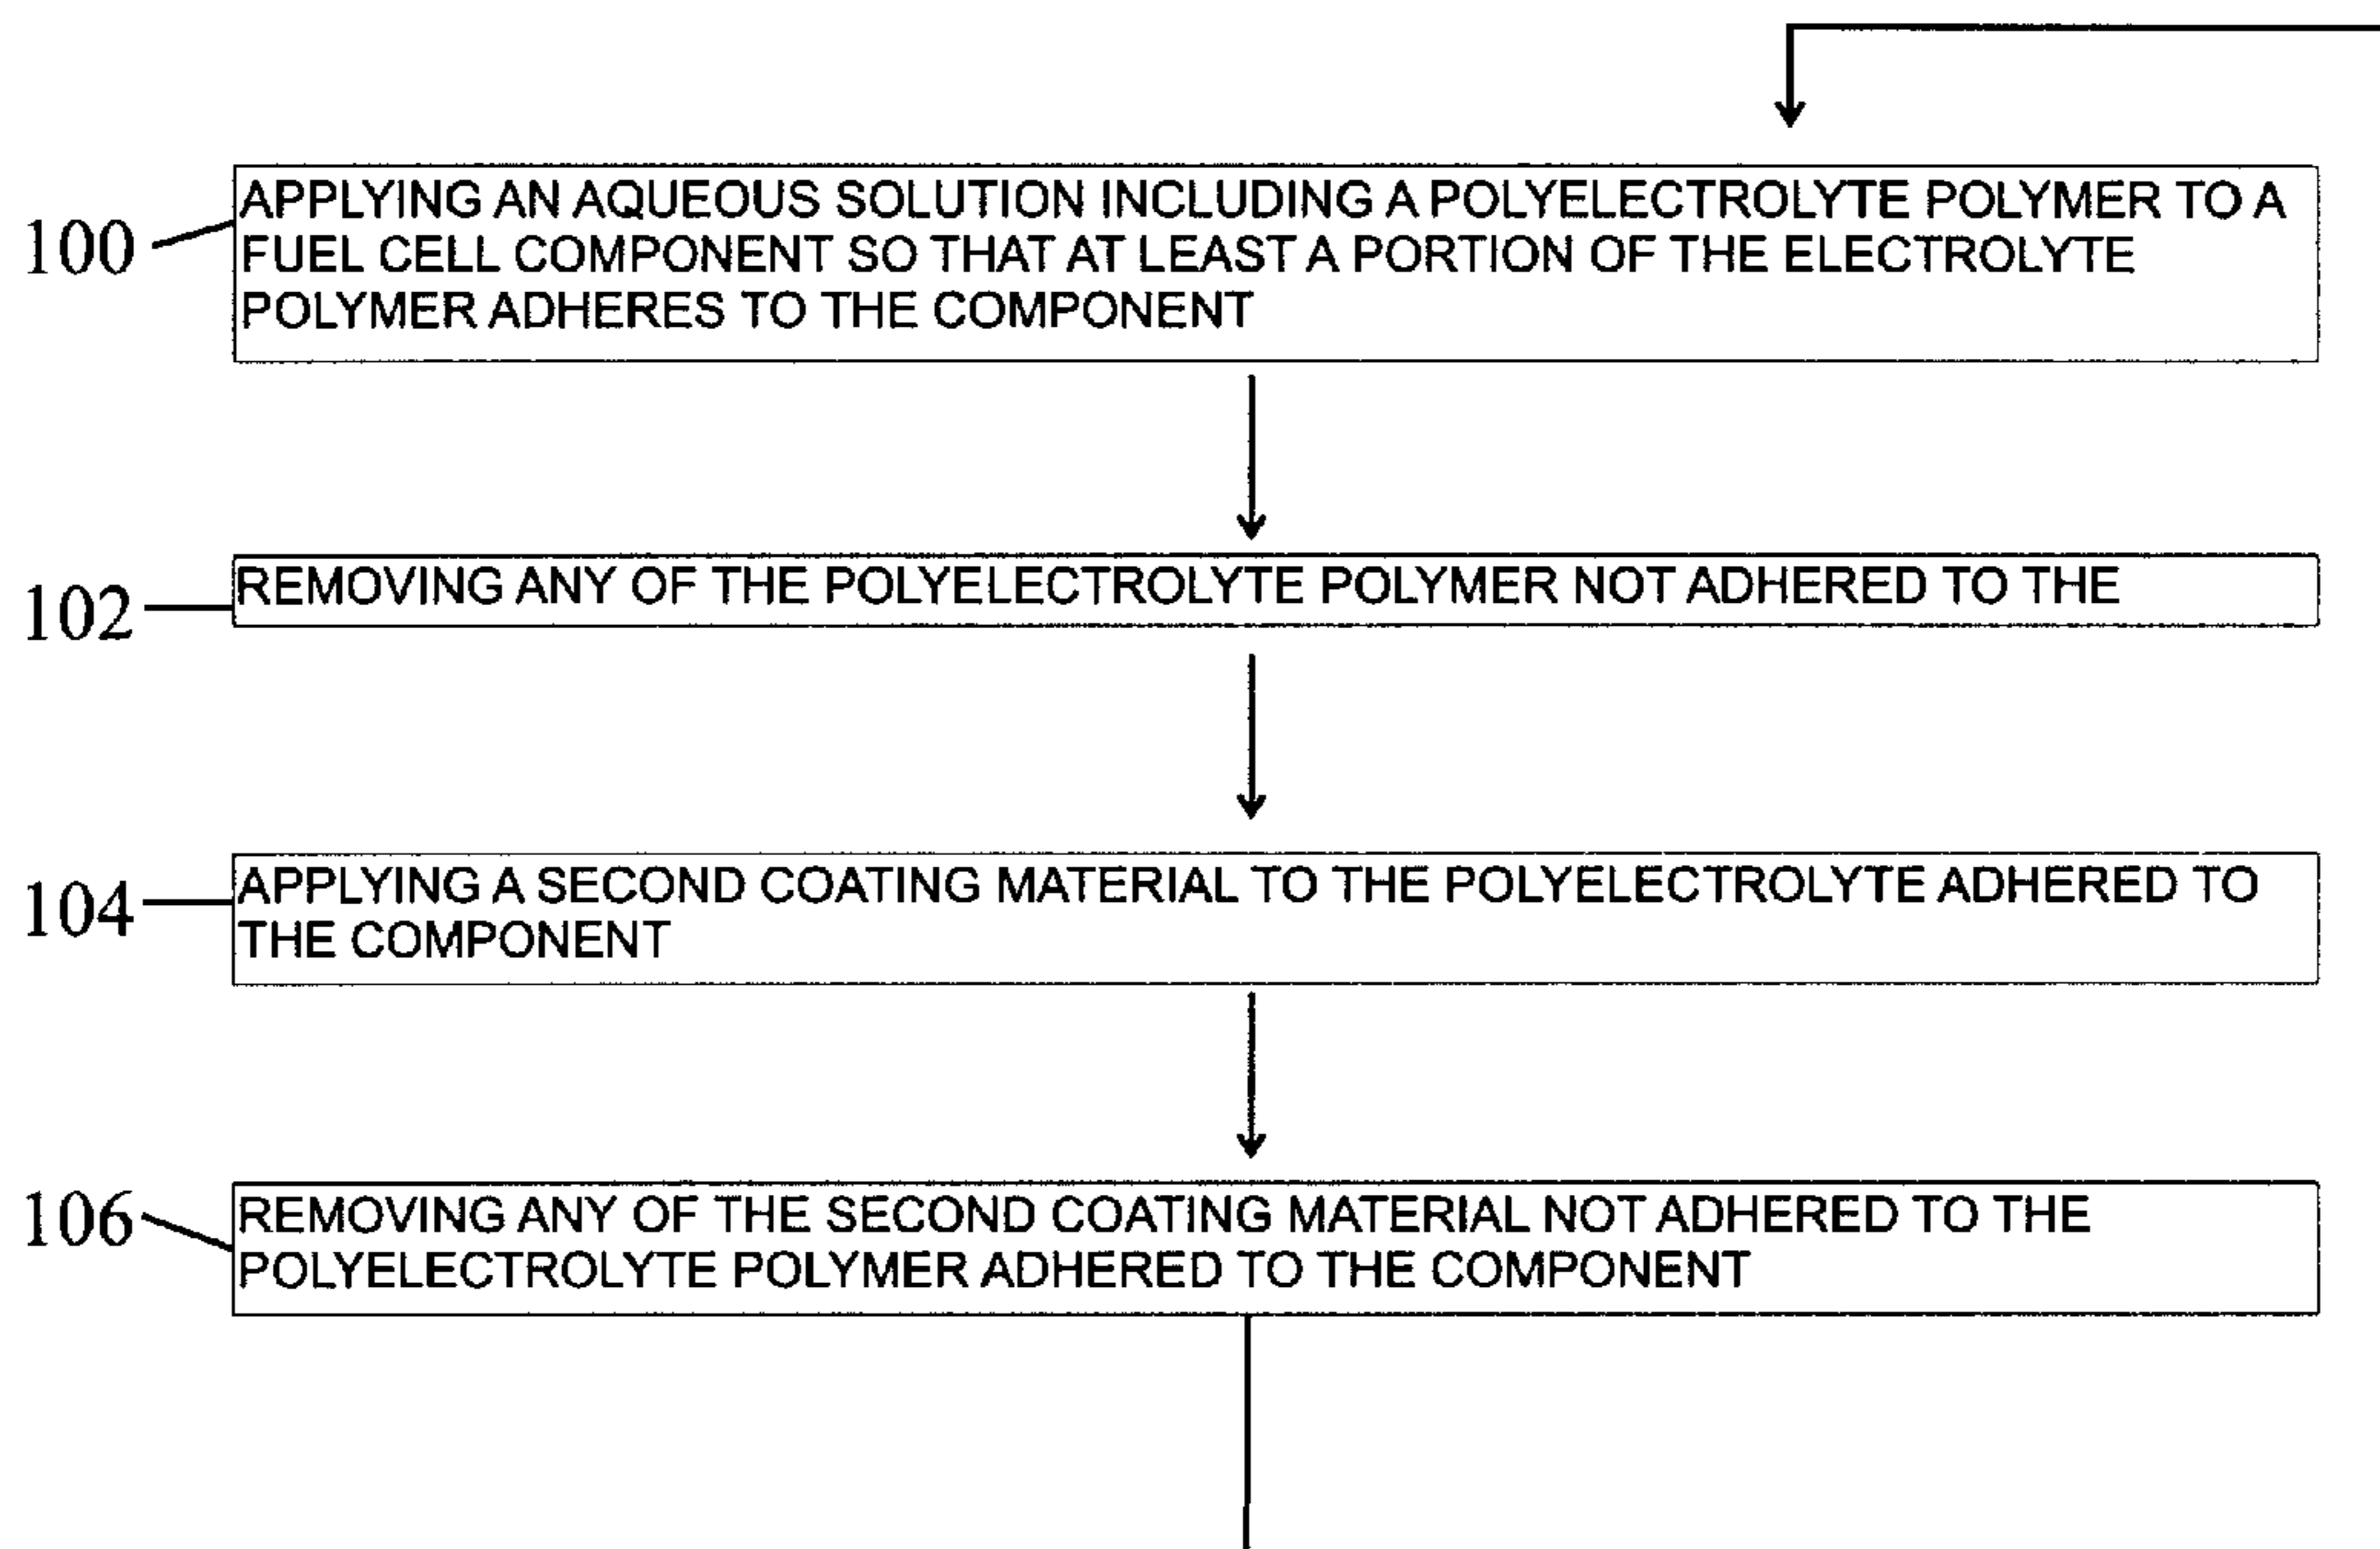 100
APPLYING AN AQUEOUS SOLUTION INCLUDING A POLYELECTROLYTE POLYMER TO A
FUEL CELL COMPONENT SO THAT AT LEAST A PORTION OF THE ELECTROLYTE
POLYMER ADHERES TO THE COMPONENT
102
REMOVING ANY OF THE POLYELECTROLYTE POLYMER NOT ADHERED TO THE
104
APPLYING A SECOND COATING MATERIAL TO THE POLYELECTROLYTE ADHERED TO
THE COMPONENT
106
REMOVING ANY OF THE SECOND COATING MATERIAL NOT ADHERED TO THE
POLYELECTROLYTE POLYMER ADHERED TO THE COMPONENT